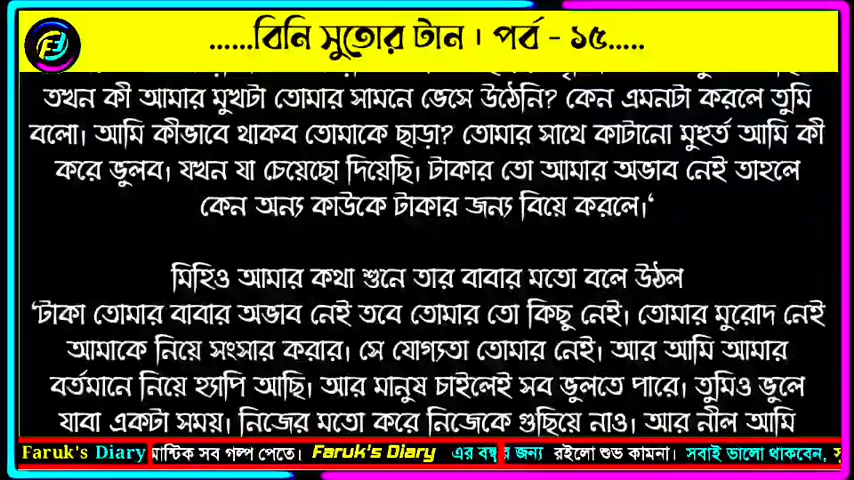 ......বিনি সুতোর টান। পর্ব - ১৫.....
তখন কী আমার মুখটা তোমার সামনে ভেসে উঠেনি? কেন এমনটা করলে তুমি
বলো। আমি কীভাবে থাকব তোমাকে ছাড়া? তোমার সাথে কাটানো মুহুর্ত আমি কী
করে ভুলব। যখন যা চেয়েছো দিয়েছি। টাকার তো আমার অভাব নেই তাহলে
কেন অন্য কাউকে টাকার জন্য বিয়ে করলে।‘
মিহিও আমার কথা শুনে তার বাবার মতো বলে উঠল
‘টাকা তোমার বাবার অভাব নেই তবে তোমার তো কিছু নেই। তোমার মুরোদ নেই
আমাকে নিয়ে সংসার করার। সে যোগ্যতা তোমার নেই। আর আমি আমার
বর্তমানে নিয়ে হ্যাপি আছি। আর মানুষ চাইলেই সব ভুলতে পারে। তুমিও ভুলে
যাবা একটা সময়। নিজের মতো করে নিজেকে গুছিয়ে নাও। আর নীল আমি
Faruk's Diary মান্টিক সব গল্প পেতে। Faruk's Diary এর বন্ধুর জন্য রইলো শুভ কামনা। সবাই ভালো থাকবেন,